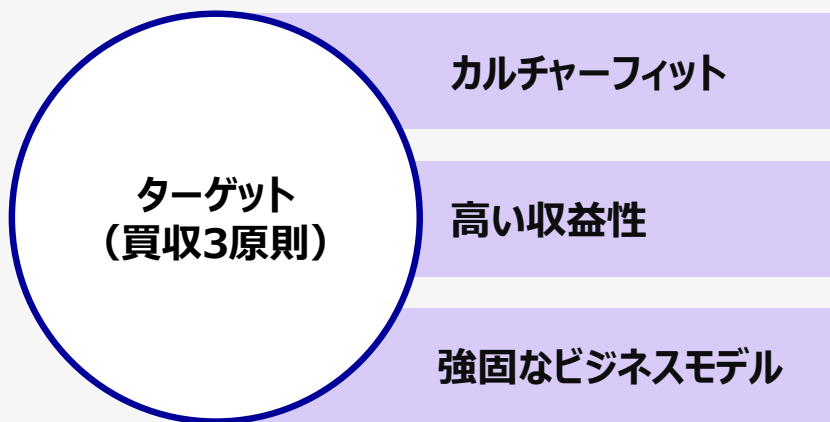 ターゲット
（買収3原則）
カルチャーフィット
高い収益性
強固なビジネスモデル